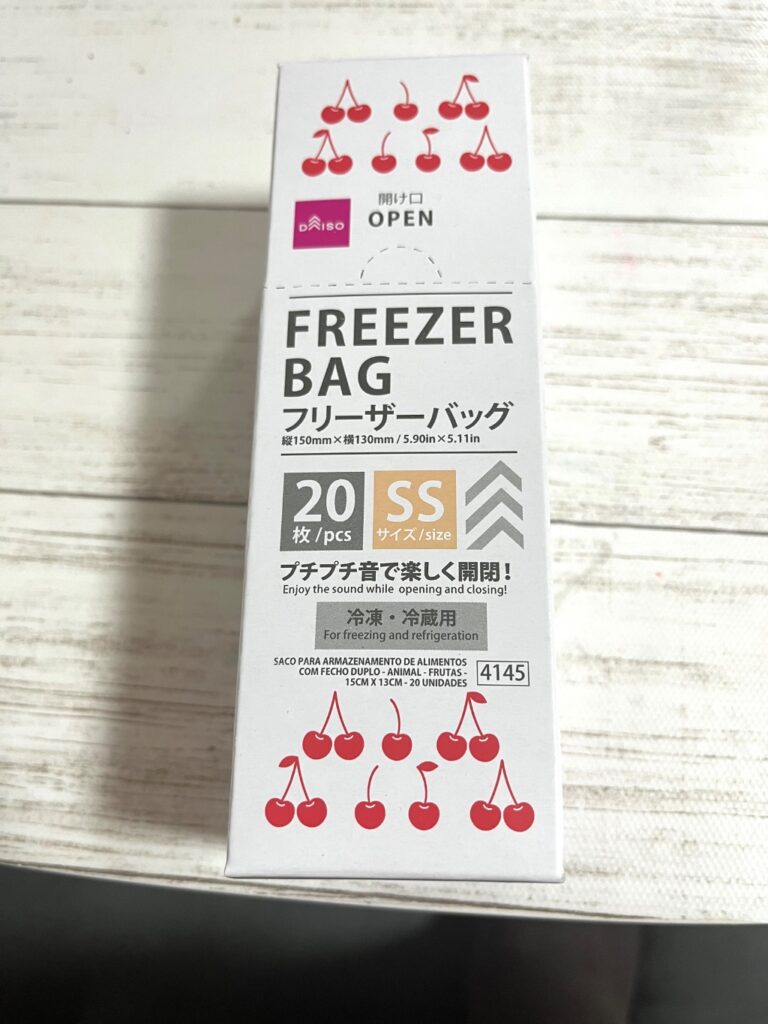 開け口
DAISO
OPEN
FREEZER
BAG
フリーザーバッグ
縦150mm×横130mm / 5.90in×5.11in
20
枚/pcs
SS
サイズ/size
プチプチ音で楽しく開閉！
Enjoy the sound while opening and closing!
冷凍・冷蔵用
For freezing and refrigeration
SACO PARA ARMAZENAMENTO DE ALIMENTOS
COM FECHO DUPLO - ANIMAL - FRUTAS -
15CM X 13CM - 20 UNIDADES
4145